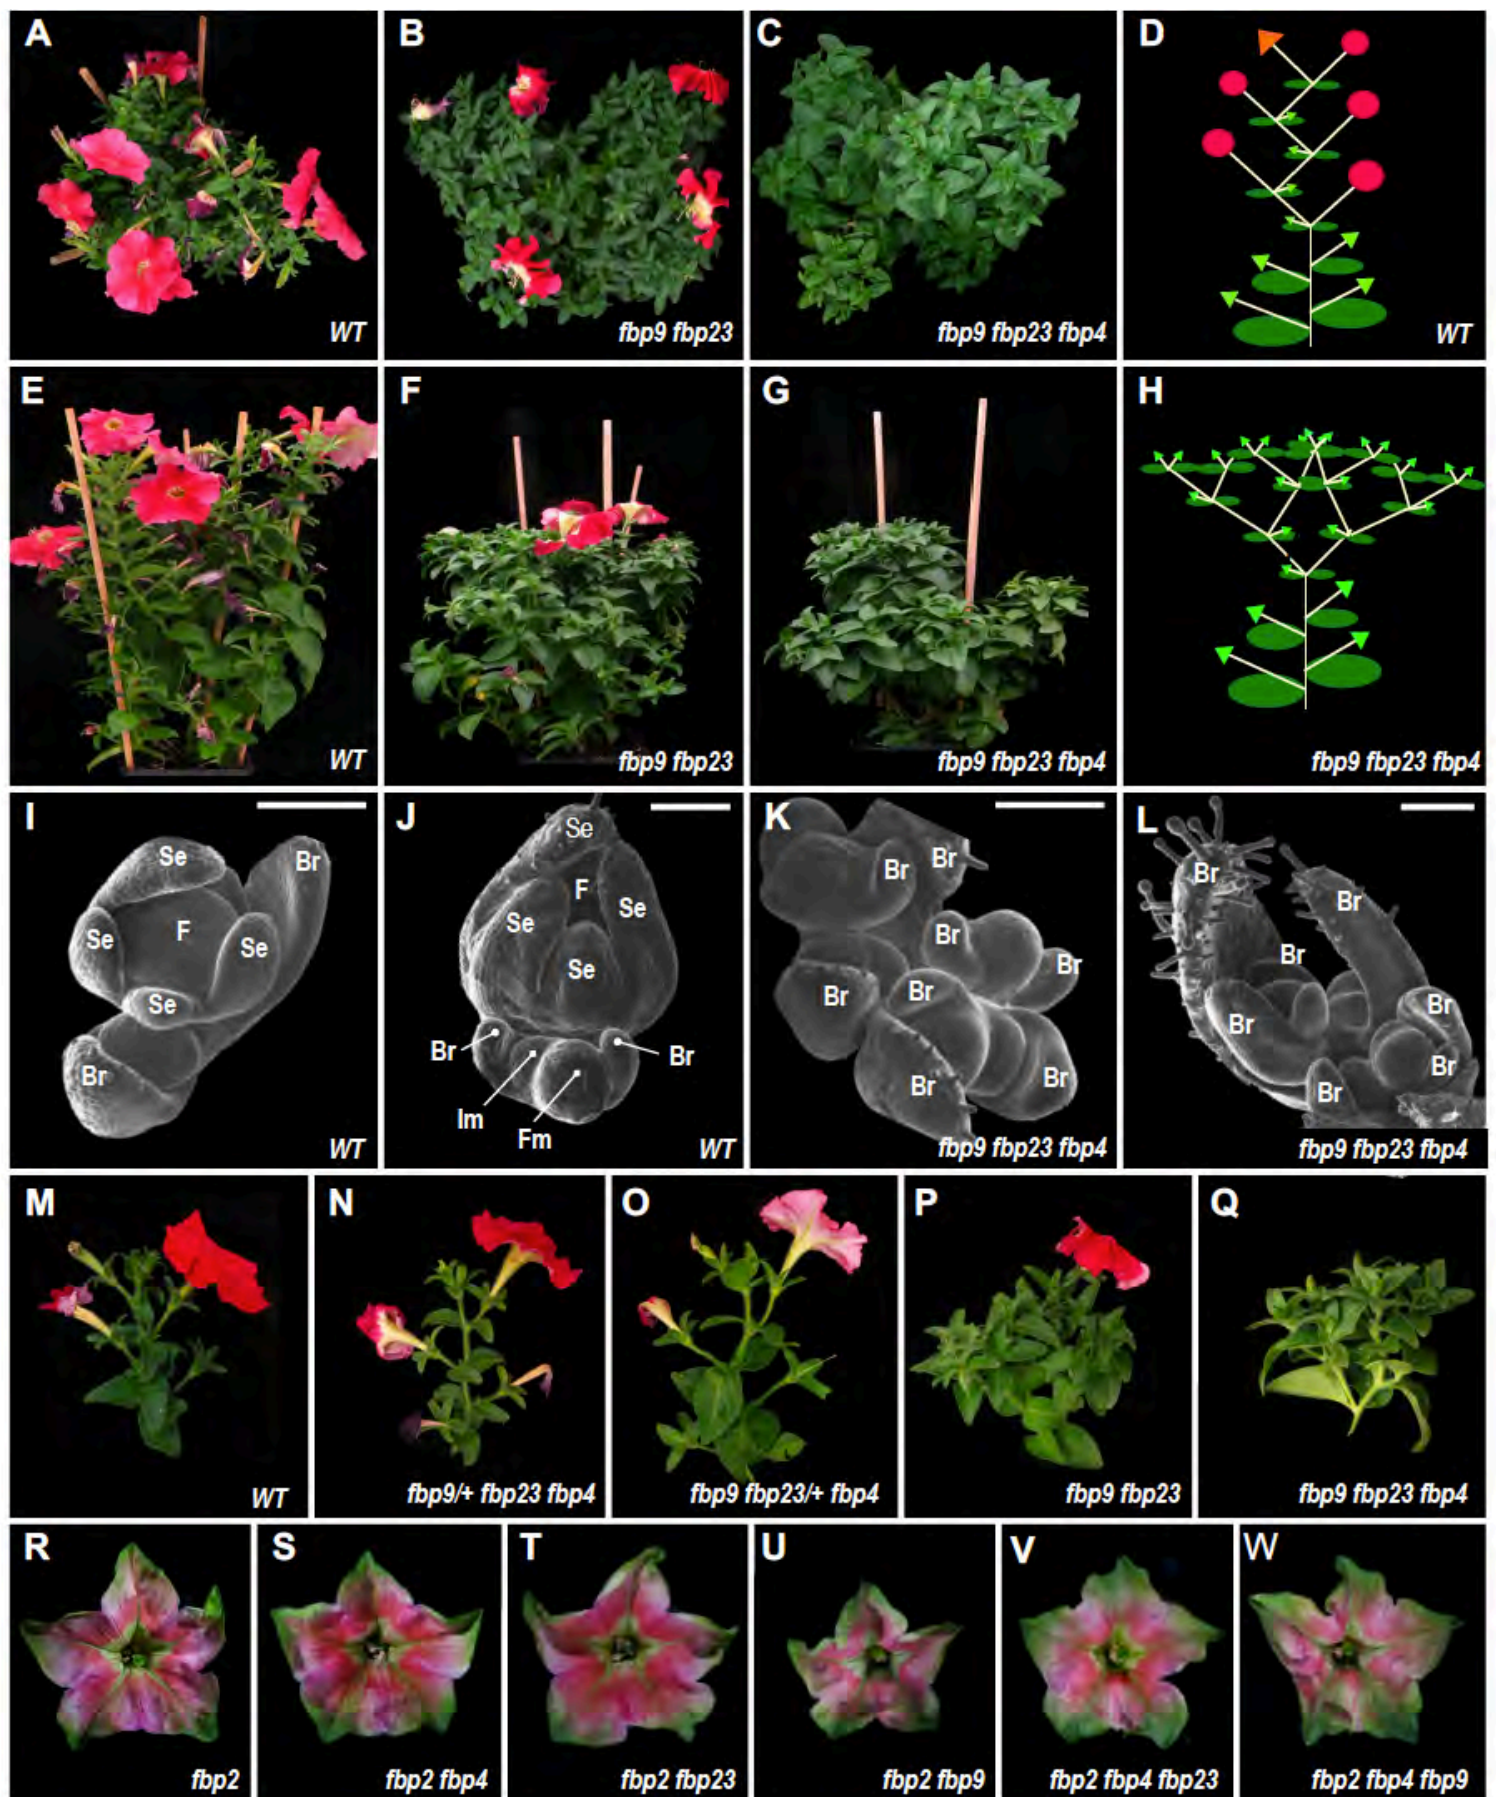 A B C D
WT fbp9 fbp23 fbp9 fbp23 fbp4 WT
E F G H
WT fbp9 fbp23 fbp9 fbp23 fbp4 fbp9 fbp23 fbp4
I J K L
Se Br Se F Se Se Br WT
Se F Se Se Se Br Br Im Fm WT
Br Br Br Br Br Br Br Br fbp9 fbp23 fbp4
Br Br Br Br Br Br Br fbp9 fbp23 fbp4
M N O P Q
WT fbp9/+ fbp23 fbp4 fbp9 fbp23/+ fbp4 fbp9 fbp23 fbp9 fbp23 fbp4
R S T U V W
fbp2 fbp2 fbp4 fbp2 fbp23 fbp2 fbp9 fbp2 fbp4 fbp23 fbp2 fbp4 fbp9